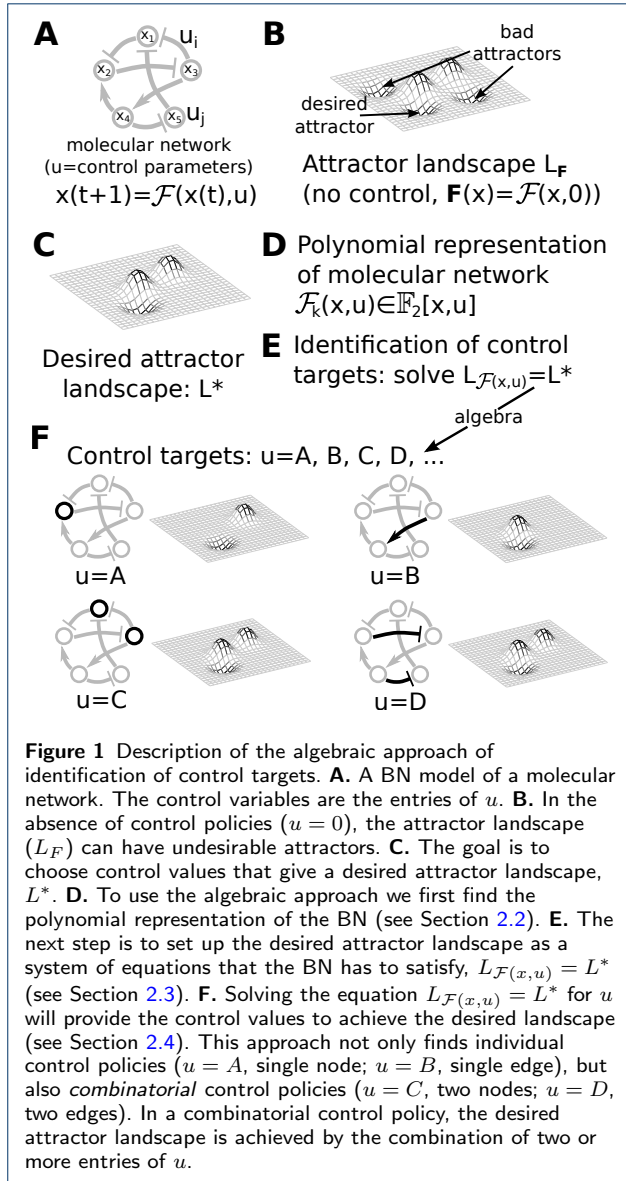 A
x₁
x₂
x₃
x₄
x₅
uᵢ
uⱼ
molecular network
(u=control parameters)
x(t+1)=ℱ(x(t),u)
B
bad
attractors
desired
attractor
Attractor landscape L_F
(no control, F(x)=ℱ(x,0))
C
Desired attractor
landscape: L*
D Polynomial representation
of molecular network
ℱₖ(x,u)∈𝔽₂[x,u]
E Identification of control
targets: solve L_ℱ(x,u)=L*
algebra
F
Control targets: u=A, B, C, D, ...
u=A
u=B
u=C
u=D
Figure 1 Description of the algebraic approach of
identification of control targets. A. A BN model of a molecular
network. The control variables are the entries of u. B. In the
absence of control policies (u = 0), the attractor landscape
(L_F) can have undesirable attractors. C. The goal is to
choose control values that give a desired attractor landscape,
L*. D. To use the algebraic approach we first find the
polynomial representation of the BN (see Section 2.2). E. The
next step is to set up the desired attractor landscape as a
system of equations that the BN has to satisfy, L_ℱ(x,u) = L*
(see Section 2.3). F. Solving the equation L_ℱ(x,u) = L* for u
will provide the control values to achieve the desired landscape
(see Section 2.4). This approach not only finds individual
control policies (u = A, single node; u = B, single edge), but
also combinatorial control policies (u = C, two nodes; u = D,
two edges). In a combinatorial control policy, the desired
attractor landscape is achieved by the combination of two or
more entries of u.